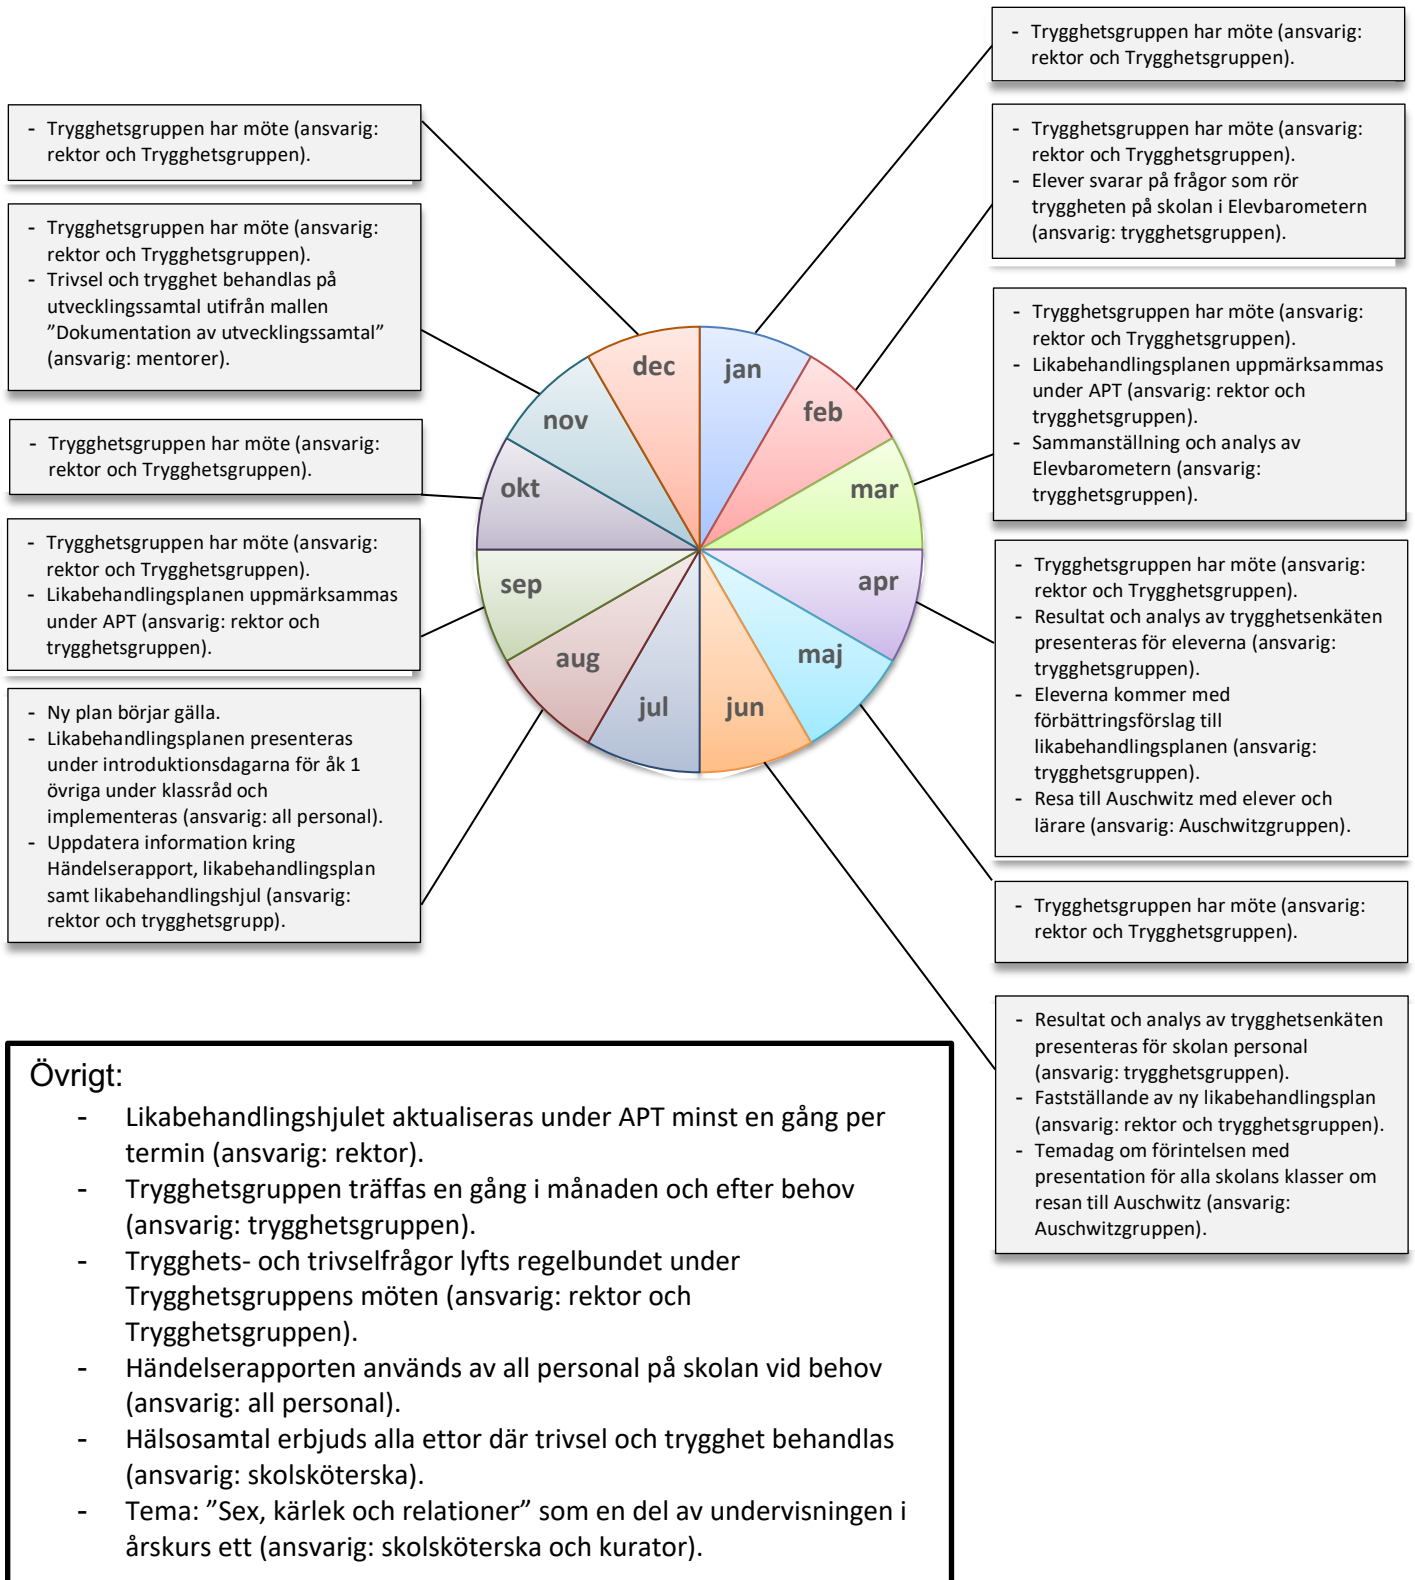 - Trygghetsgruppen har möte (ansvarig:
rektor och Trygghetsgruppen).
- Trygghetsgruppen har möte (ansvarig:
rektor och Trygghetsgruppen).
- Elever svarar på frågor som rör
tryggheten på skolan i Elevbarometern
(ansvarig: trygghetsgruppen).
- Trygghetsgruppen har möte (ansvarig:
rektor och Trygghetsgruppen).
- Likabehandlingsplanen uppmärksammas
under APT (ansvarig: rektor och
trygghetsgruppen).
- Sammanställning och analys av
Elevbarometern (ansvarig:
trygghetsgruppen).
- Trygghetsgruppen har möte (ansvarig:
rektor och Trygghetsgruppen).
- Resultat och analys av trygghetsenkäten
presenteras för eleverna (ansvarig:
trygghetsgruppen).
- Eleverna kommer med
förbättringsförslag till
likabehandlingsplanen (ansvarig:
trygghetsgruppen).
- Resa till Auschwitz med elever och
lärare (ansvarig: Auschwitzgruppen).
- Trygghetsgruppen har möte (ansvarig:
rektor och Trygghetsgruppen).
- Resultat och analys av trygghetsenkäten
presenteras för skolan personal
(ansvarig: trygghetsgruppen).
- Fastställande av ny likabehandlingsplan
(ansvarig: rektor och trygghetsgruppen).
- Temadag om förintelsen med
presentation för alla skolans klasser om
resan till Auschwitz (ansvarig:
Auschwitzgruppen).
- Trygghetsgruppen har möte (ansvarig:
rektor och Trygghetsgruppen).
- Trygghetsgruppen har möte (ansvarig:
rektor och Trygghetsgruppen).
- Trivsel och trygghet behandlas på
utvecklingssamtal utifrån mallen
”Dokumentation av utvecklingssamtal”
(ansvarig: mentorer).
- Trygghetsgruppen har möte (ansvarig:
rektor och Trygghetsgruppen).
- Trygghetsgruppen har möte (ansvarig:
rektor och Trygghetsgruppen).
- Likabehandlingsplanen uppmärksammas
under APT (ansvarig: rektor och
trygghetsgruppen).
- Ny plan börjar gälla.
- Likabehandlingsplanen presenteras
under introduktionsdagarna för åk 1
övriga under klassråd och
implementeras (ansvarig: all personal).
- Uppdatera information kring
Händelserapport, likabehandlingsplan
samt likabehandlingshjul (ansvarig:
rektor och trygghetsgrupp).
jan
feb
mar
apr
maj
jun
jul
aug
sep
okt
nov
dec
Övrigt:
- Likabehandlingshjulet aktualiseras under APT minst en gång per
termin (ansvarig: rektor).
- Trygghetsgruppen träffas en gång i månaden och efter behov
(ansvarig: trygghetsgruppen).
- Trygghets- och trivselfrågor lyfts regelbundet under
Trygghetsgruppens möten (ansvarig: rektor och
Trygghetsgruppen).
- Händelserapporten används av all personal på skolan vid behov
(ansvarig: all personal).
- Hälsosamtal erbjuds alla ettor där trivsel och trygghet behandlas
(ansvarig: skolsköterska).
- Tema: ”Sex, kärlek och relationer” som en del av undervisningen i
årskurs ett (ansvarig: skolsköterska och kurator).